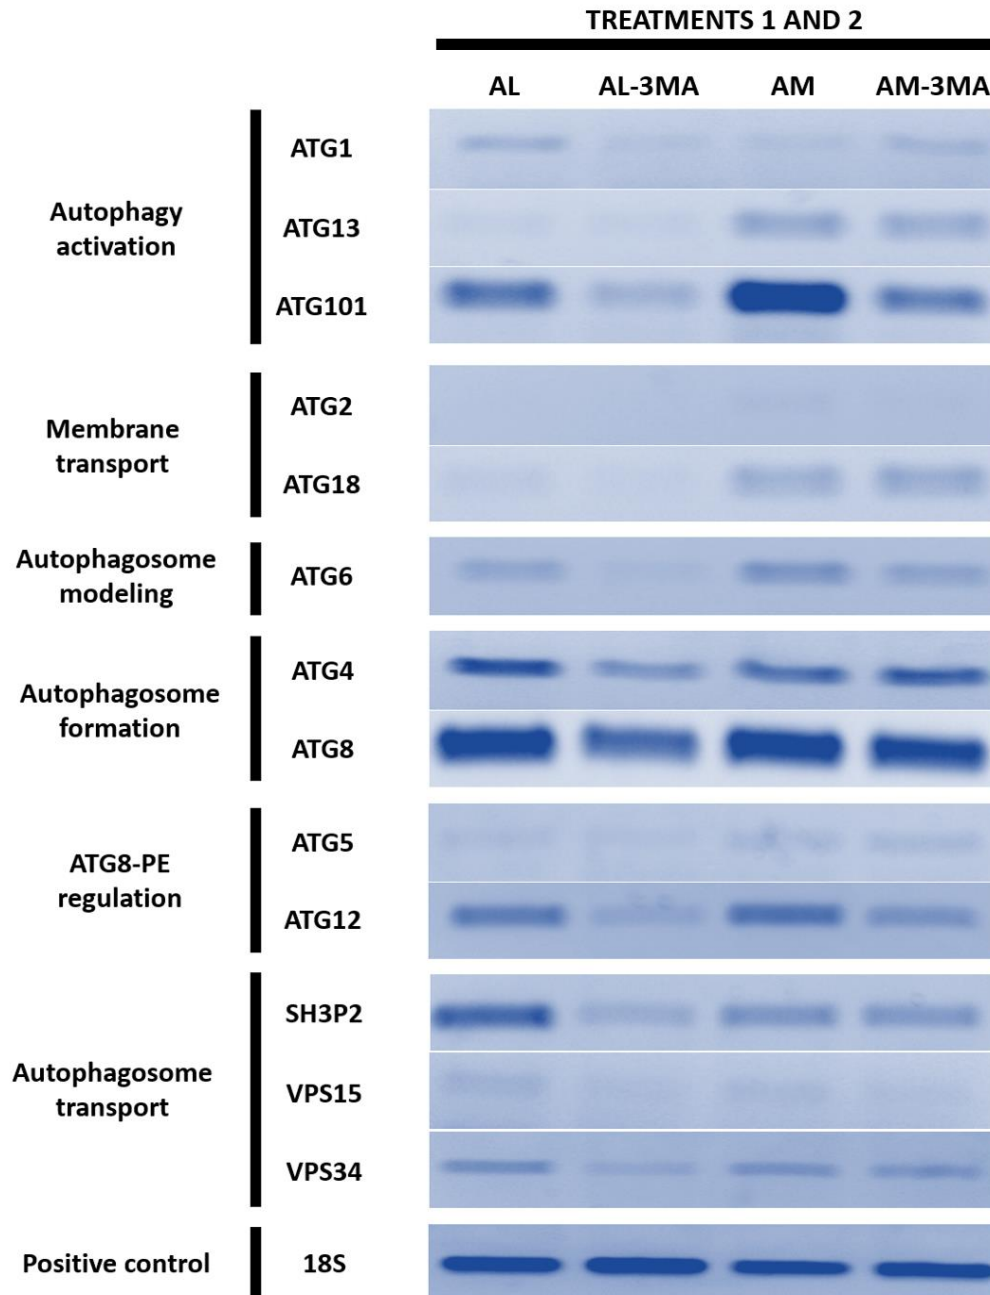 TREATMENTS 1 AND 2
AL AL-3MA AM AM-3MA
Autophagy
activation
ATG1
ATG13
ATG101
Membrane
transport
ATG2
ATG18
Autophagosome
modeling
ATG6
Autophagosome
formation
ATG4
ATG8
ATG8-PE
regulation
ATG5
ATG12
Autophagosome
transport
SH3P2
VPS15
VPS34
Positive control
18S